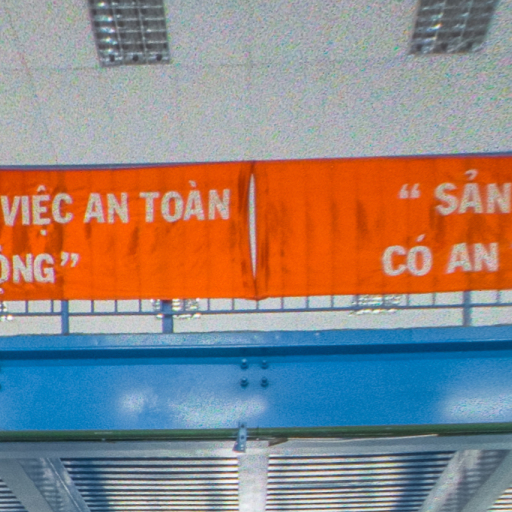 VIỆC AN TOÀN
ỘNG”
“ SẢN
CÓ AN